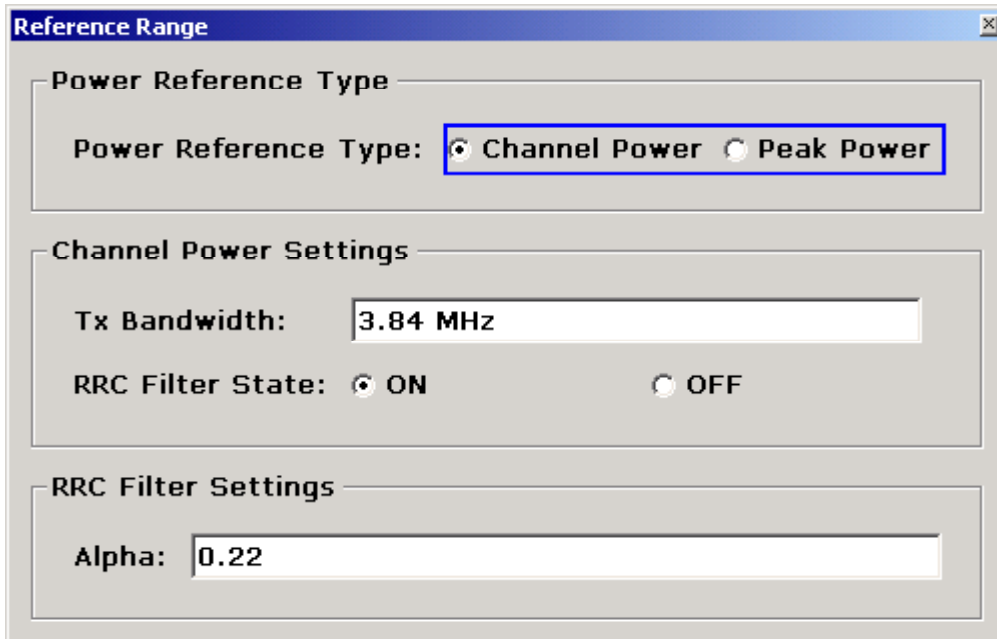 Reference Range
Power Reference Type
Power Reference Type: Channel Power Peak Power
Channel Power Settings
Tx Bandwidth: 3.84 MHz
RRC Filter State: ON OFF
RRC Filter Settings
Alpha: 0.22